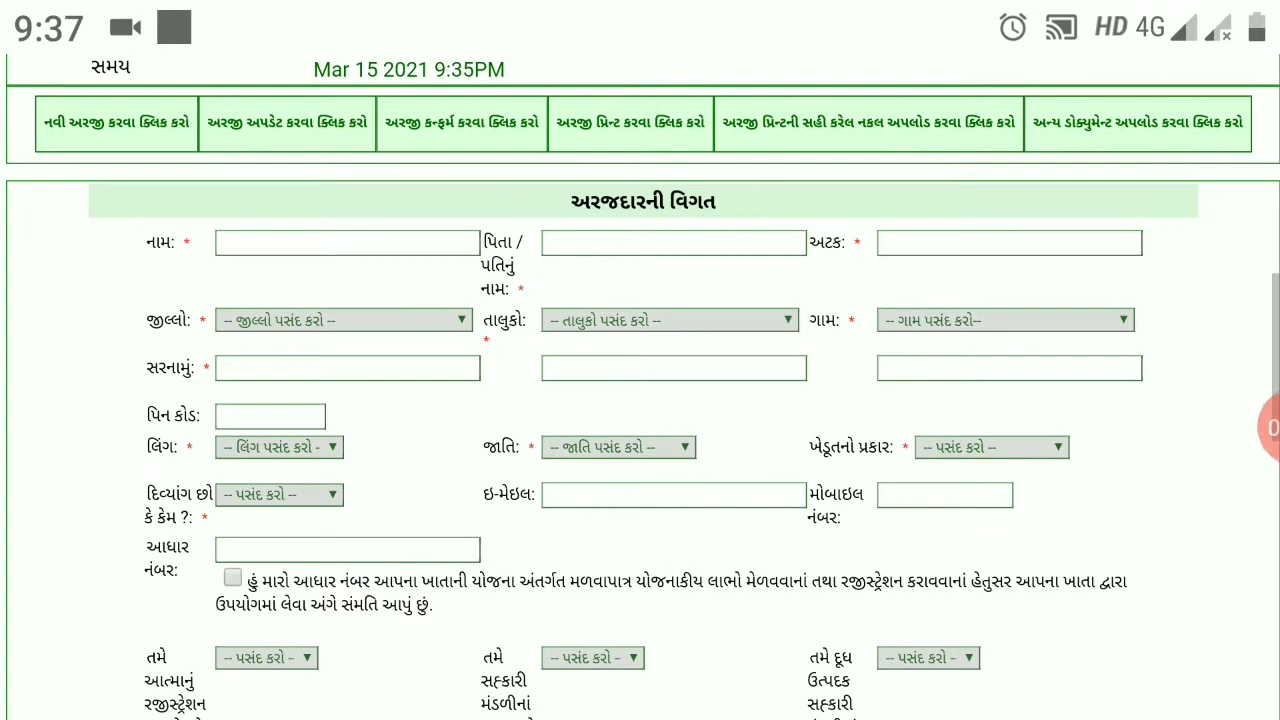 9:37 HD 4G
સમય Mar 15 2021 9:35PM
નવી અરજી કરવા ક્લિક કરો અરજી અપડેટ કરવા ક્લિક કરો અરજી કન્ફર્મ કરવા ક્લિક કરો અરજી પ્રિન્ટ કરવા ક્લિક કરો અરજી પ્રિન્ટની સહી કરેલ નકલ અપલોડ કરવા ક્લિક કરો અન્ય ડોક્યુમેન્ટ અપલોડ કરવા ક્લિક કરો
અરજદારની વિગત
નામ: * પિતા / અટક: *
પતિનું
નામ: *
જીલ્લો: * -- જીલ્લો પસંદ કરો -- તાલુકો: -- તાલુકો પસંદ કરો -- ગામ: * -- ગામ પસંદ કરો--
*
સરનામું: *
પિન કોડ:
લિંગ: * -- લિંગ પસંદ કરો - જાતિ: * -- જાતિ પસંદ કરો -- ખેડૂતનો પ્રકાર: * -- પસંદ કરો --
દિવ્યાંગ છો -- પસંદ કરો -- ઇ-મેઇલ: મોબાઇલ
કે કેમ ?: * નંબર:
આધાર
નંબર:
હું મારો આધાર નંબર આપના ખાતાની યોજના અંતર્ગત મળવાપાત્ર યોજનાકીય લાભો મેળવવાનાં તથા રજીસ્ટ્રેશન કરાવવાનાં હેતુસર આપના ખાતા દ્વારા
ઉપયોગમાં લેવા અંગે સંમતિ આપું છું.
તમે -- પસંદ કરો - તમે -- પસંદ કરો - તમે દૂધ -- પસંદ કરો -
આત્માનું સહકારી ઉત્પદક
રજીસ્ટ્રેશન મંડળીનાં સહકારી